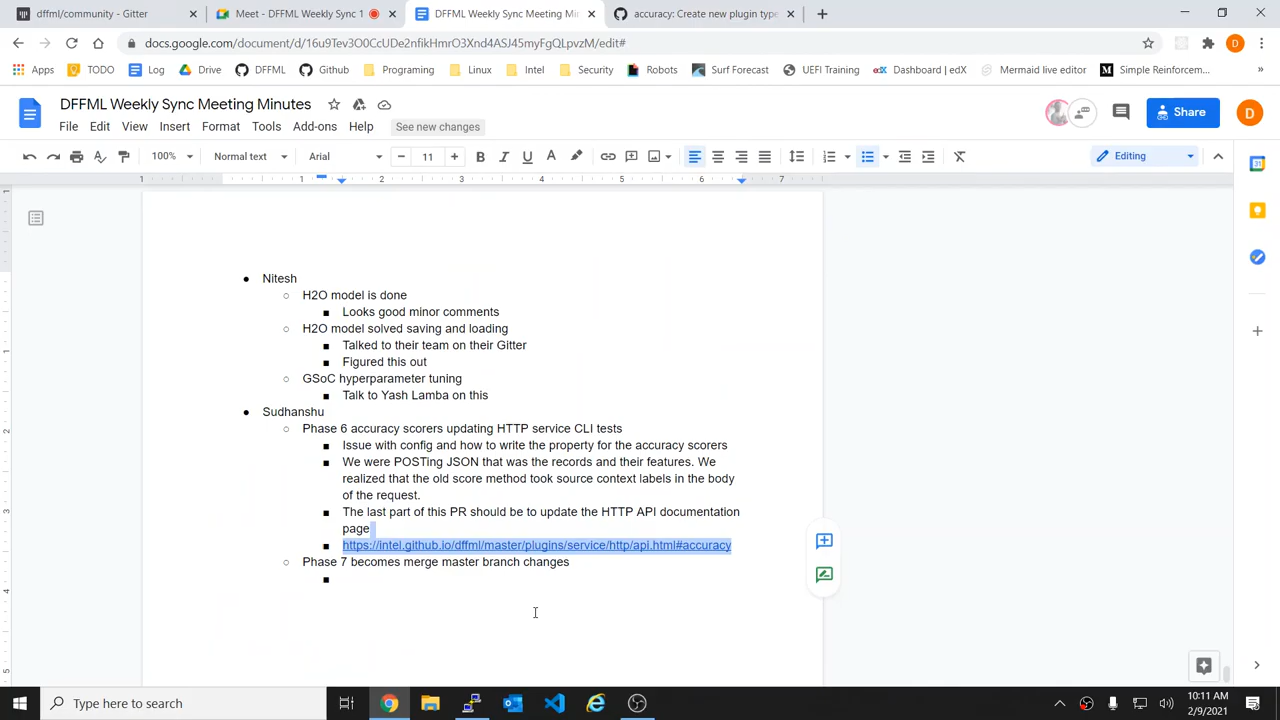 dffml/community - Gitter
Meet - DFFML Weekly Sync 1
DFFML Weekly Sync Meeting Min
accuracy: Create new plugin type
docs.google.com/document/d/16u9Tev3O0CcUDe2nfikHmrO3Xnd4ASJ45myFgQLpvzM/edit#
D
Apps TODO Log Drive DFFML Github Programing Linux Intel Security Robots Surf Forecast UEFI Training Dashboard | edX Mermaid live editor Simple Reinforcem...
DFFML Weekly Sync Meeting Minutes
File Edit View Insert Format Tools Add-ons Help See new changes
Share
D
100% Normal text Arial 11 Editing
1 1 2 3 4 5 6 7
Nitesh
H2O model is done
Looks good minor comments
H2O model solved saving and loading
Talked to their team on their Gitter
Figured this out
GSoC hyperparameter tuning
Talk to Yash Lamba on this
Sudhanshu
Phase 6 accuracy scorers updating HTTP service CLI tests
Issue with config and how to write the property for the accuracy scorers
We were POSTing JSON that was the records and their features. We
realized that the old score method took source context labels in the body
of the request.
The last part of this PR should be to update the HTTP API documentation
page
https://intel.github.io/dffml/master/plugins/service/http/api.html#accuracy
Phase 7 becomes merge master branch changes
Type here to search
10:11 AM
2/9/2021